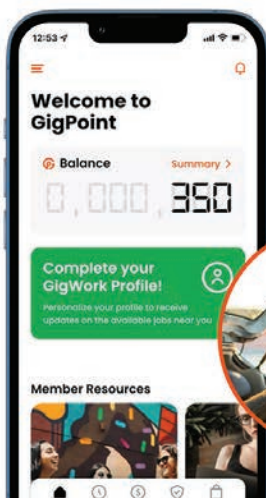 12:53
Welcome to
GigPoint
Balance
Summary >
0,000,350
Complete your
GigWork Profile!
Personalize your profile to receive
updates on the available jobs near you
Member Resources